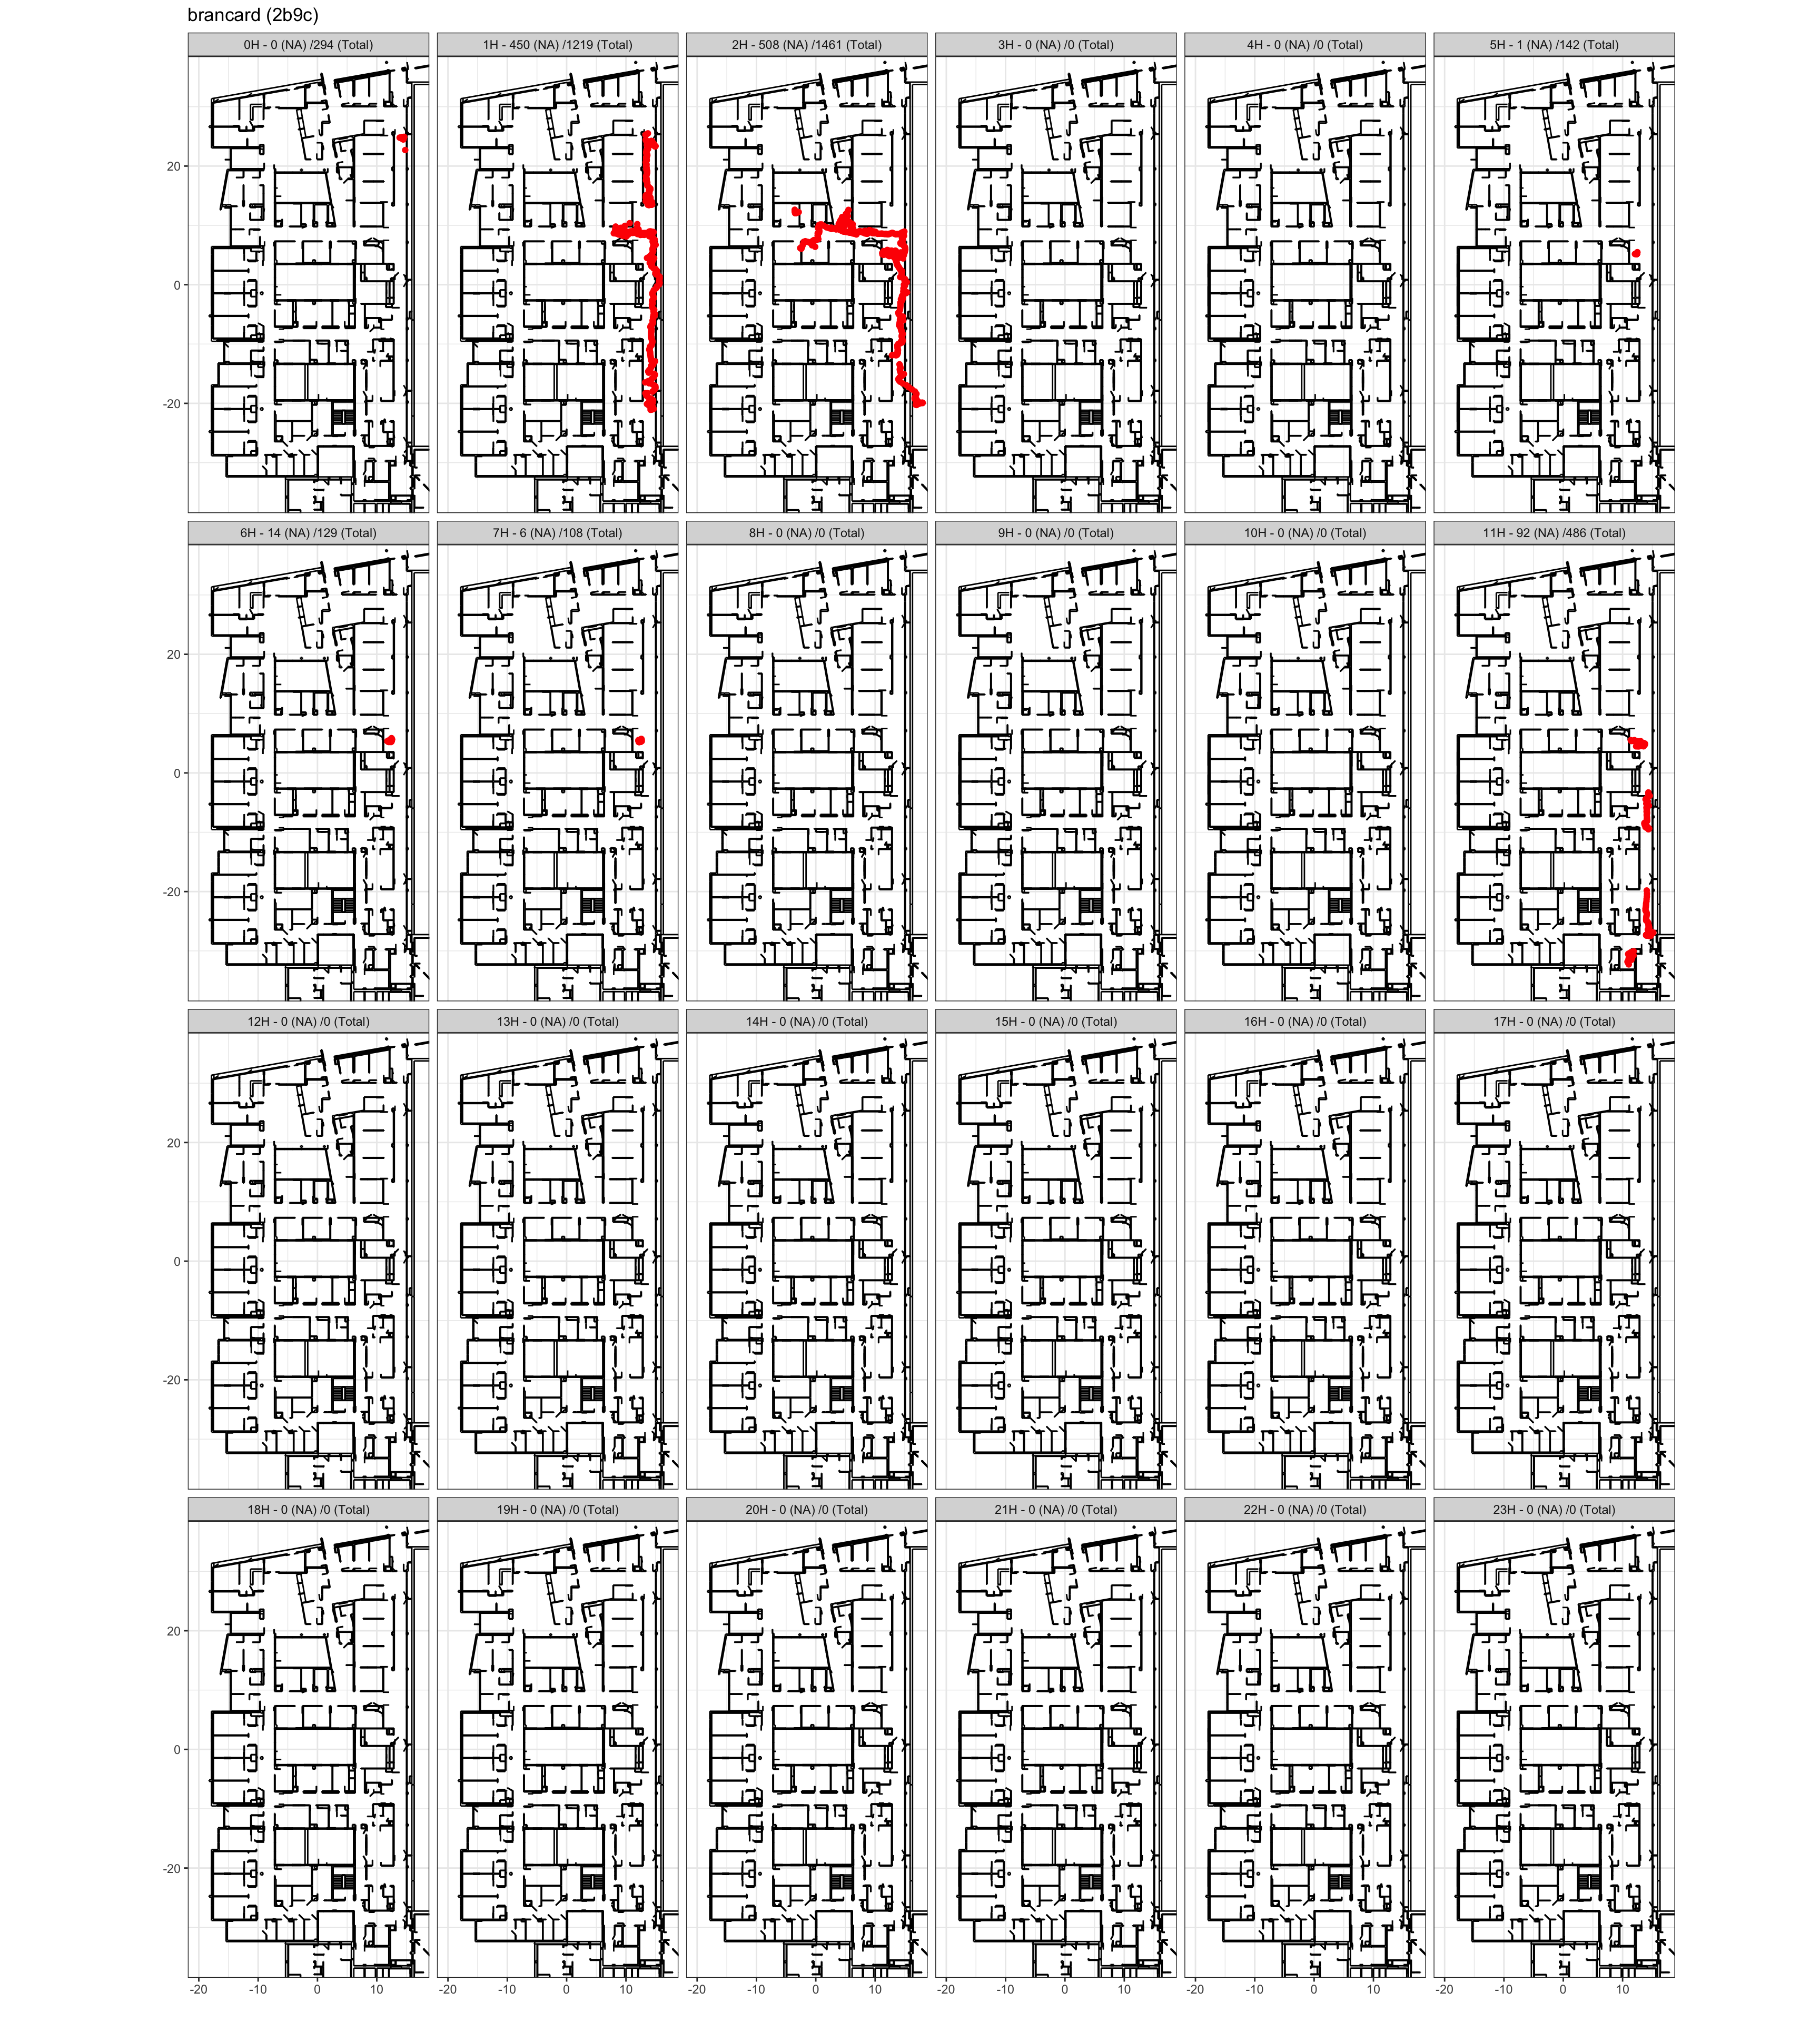 brancard (2b9c)
0H - 0 (NA) /294 (Total) 1H - 450 (NA) /1219 (Total) 2H - 508 (NA) /1461 (Total) 3H - 0 (NA) /0 (Total) 4H - 0 (NA) /0 (Total) 5H - 1 (NA) /142 (Total)
20
0
-20
6H - 14 (NA) /129 (Total) 7H - 6 (NA) /108 (Total) 8H - 0 (NA) /0 (Total) 9H - 0 (NA) /0 (Total) 10H - 0 (NA) /0 (Total) 11H - 92 (NA) /486 (Total)
20
0
-20
12H - 0 (NA) /0 (Total) 13H - 0 (NA) /0 (Total) 14H - 0 (NA) /0 (Total) 15H - 0 (NA) /0 (Total) 16H - 0 (NA) /0 (Total) 17H - 0 (NA) /0 (Total)
20
0
-20
18H - 0 (NA) /0 (Total) 19H - 0 (NA) /0 (Total) 20H - 0 (NA) /0 (Total) 21H - 0 (NA) /0 (Total) 22H - 0 (NA) /0 (Total) 23H - 0 (NA) /0 (Total)
20
0
-20
-20 -10 0 10 -20 -10 0 10 -20 -10 0 10 -20 -10 0 10 -20 -10 0 10 -20 -10 0 10